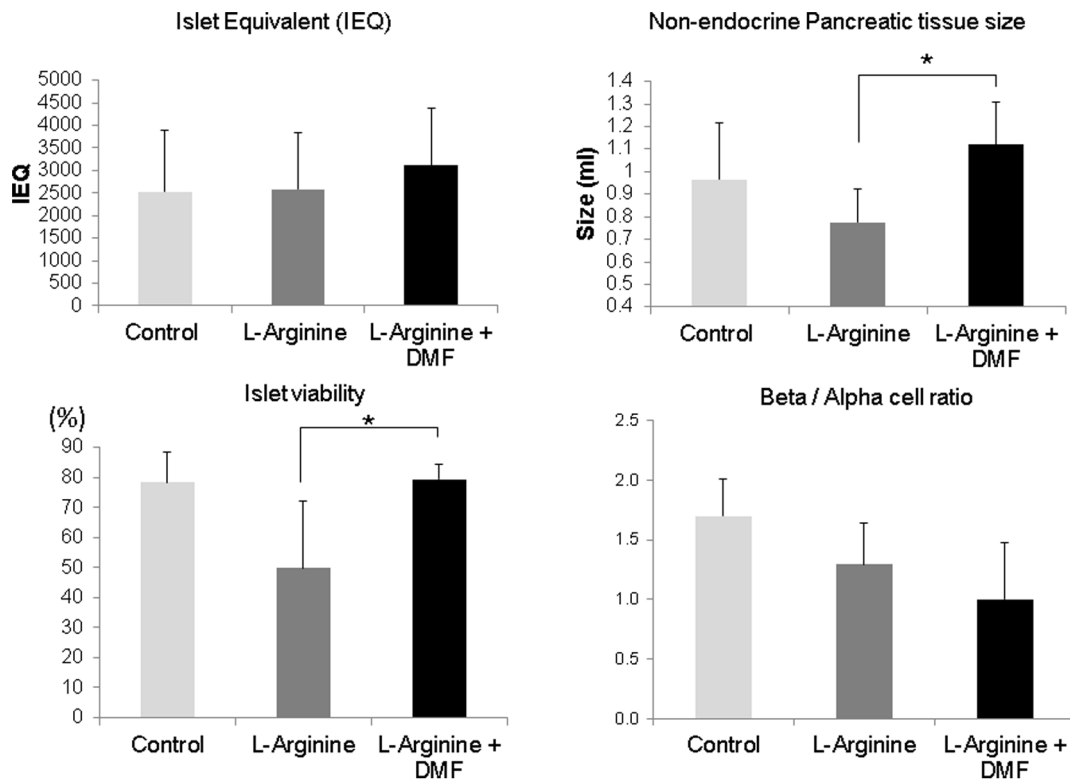 Islet Equivalent (IEQ)
IEQ
5000
4500
4000
3500
3000
2500
2000
1500
1000
500
0
Control
L-Arginine
L-Arginine +
DMF
Non-endocrine Pancreatic tissue size
*
Size (ml)
1.4
1.3
1.2
1.1
1
0.9
0.8
0.7
0.6
0.5
0.4
Control
L-Arginine
L-Arginine +
DMF
Islet viability
(%)
*
90
80
70
60
50
40
30
20
10
0
Control
L-Arginine
L-Arginine +
DMF
Beta / Alpha cell ratio
2.5
2.0
1.5
1.0
0.5
0.0
Control
L-Arginine
L-Arginine +
DMF